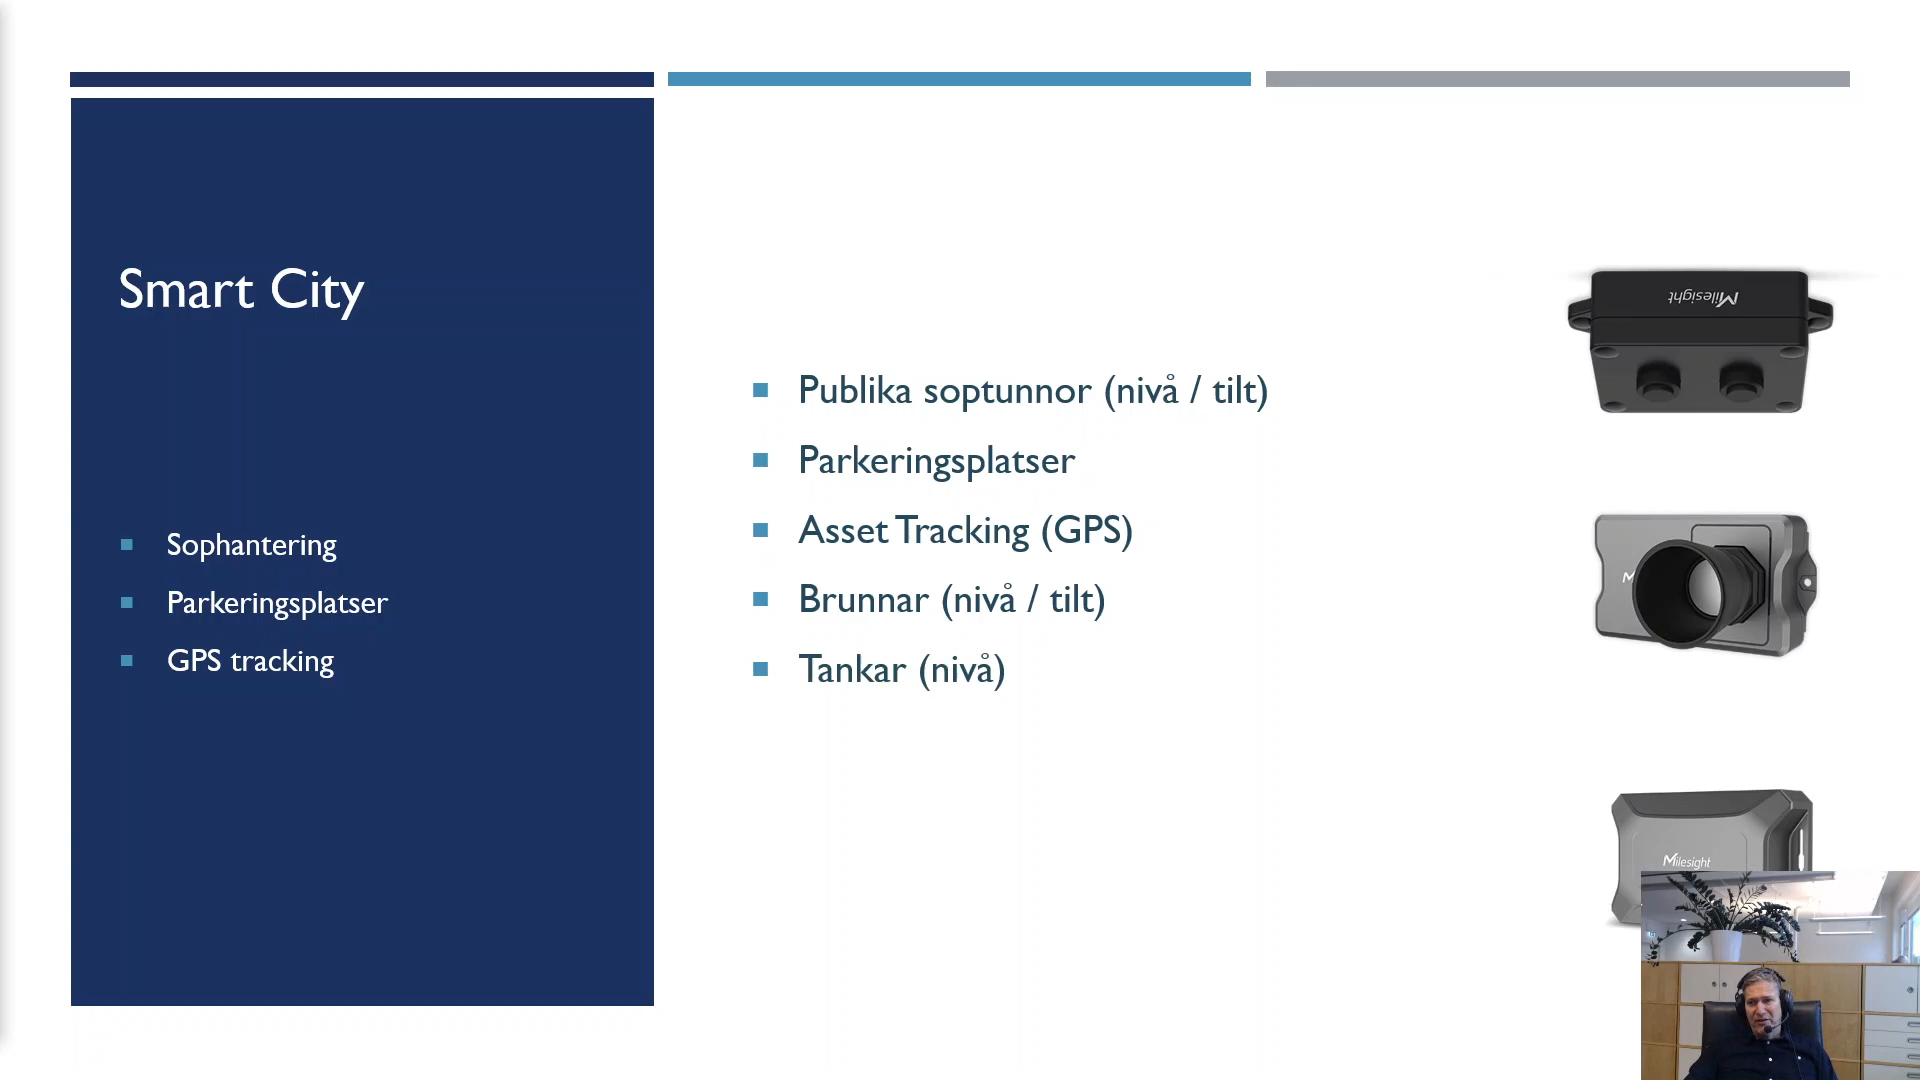 Smart City
Sophantering
Parkeringsplatser
GPS tracking
Publika soptunnor (nivå / tilt)
Parkeringsplatser
Asset Tracking (GPS)
Brunnar (nivå / tilt)
Tankar (nivå)
Milesight
M
Milesight